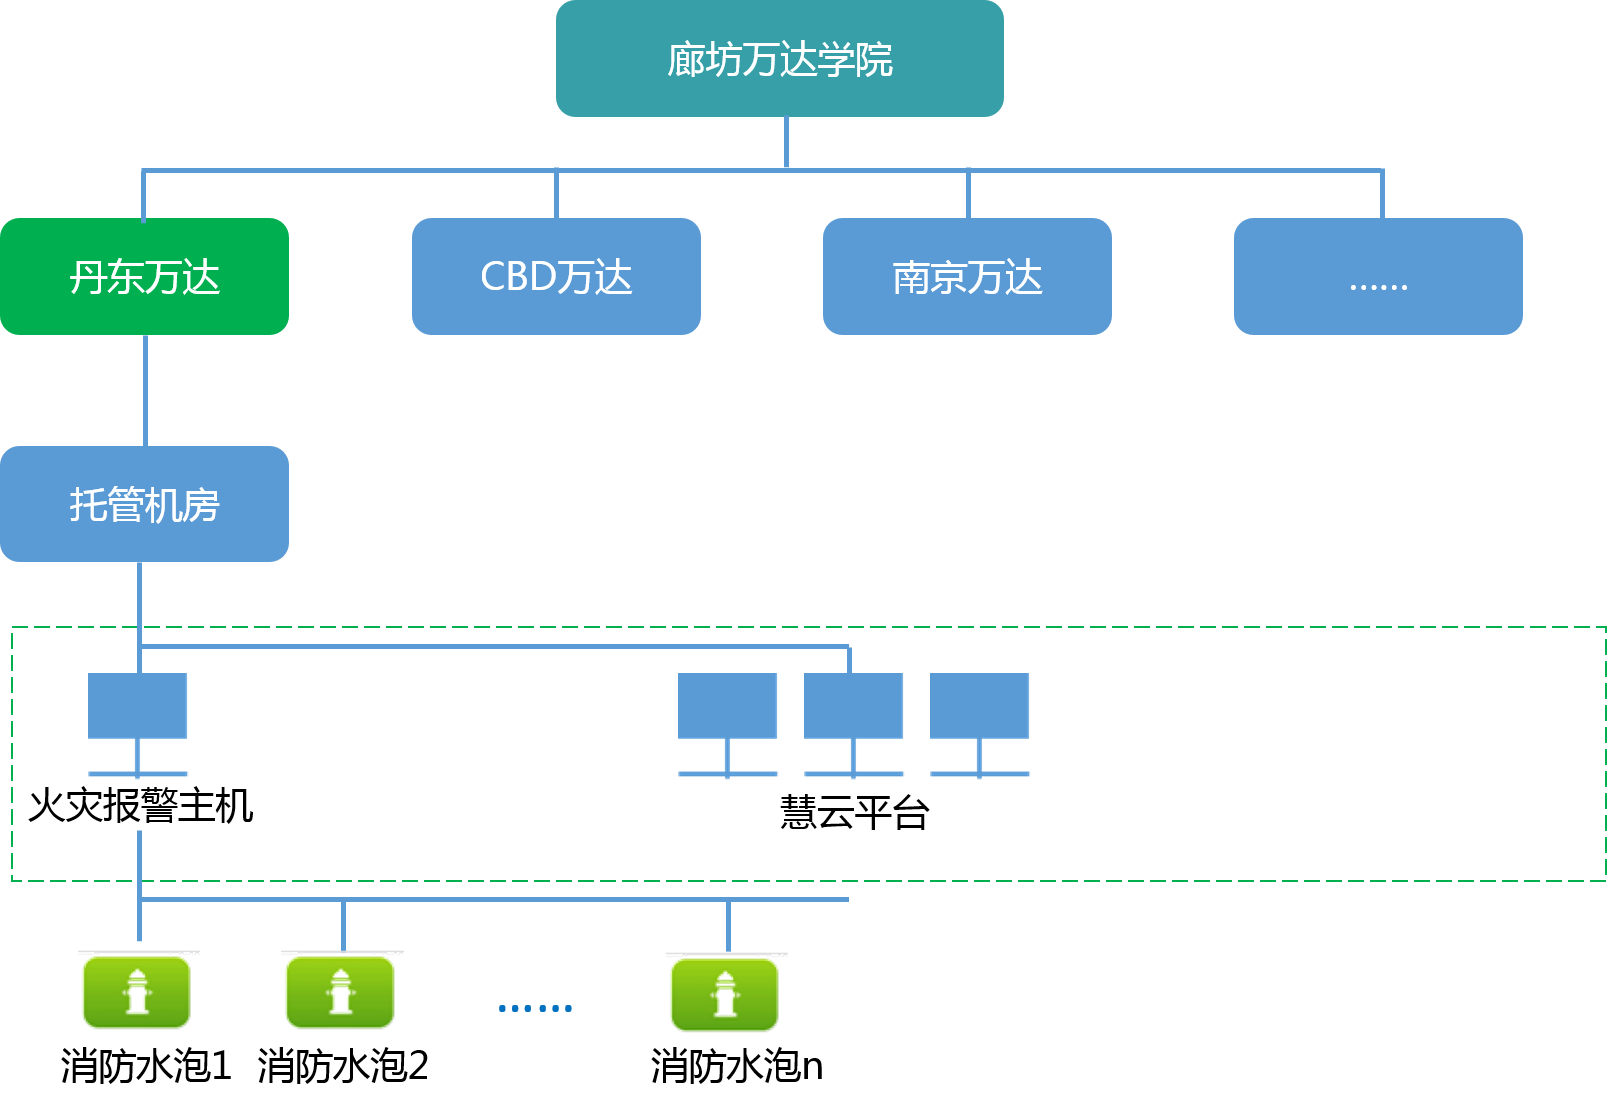 廊坊万达学院
丹东万达
CBD万达
南京万达
……
托管机房
火灾报警主机
慧云平台
……
消防水泡1
消防水泡2
消防水泡n